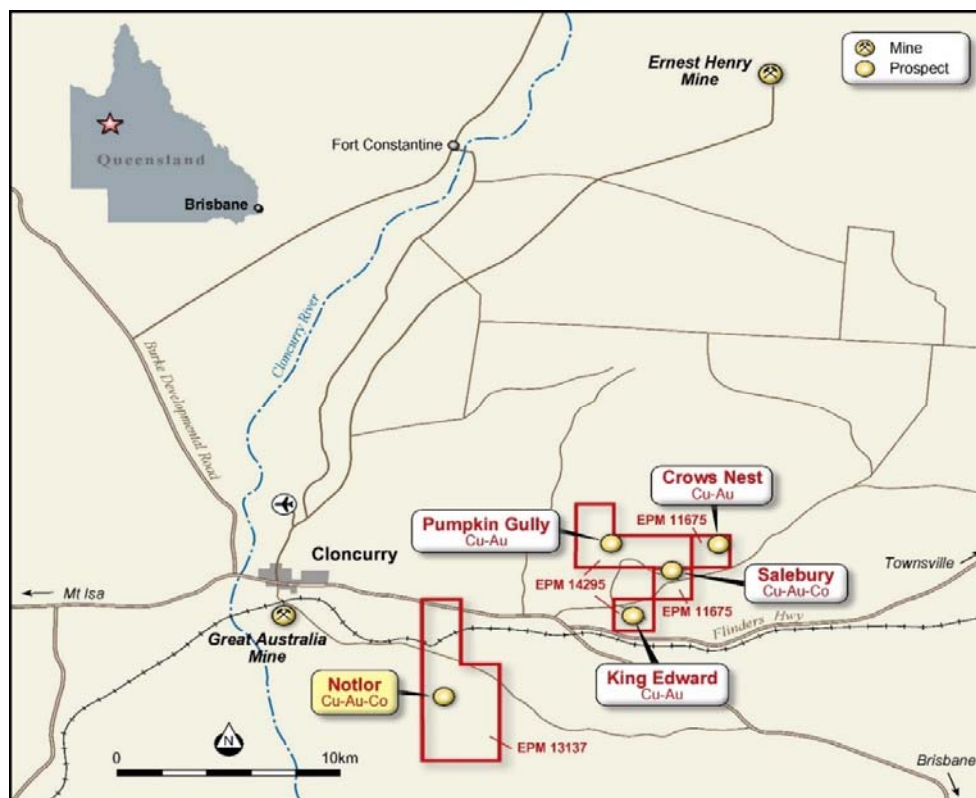 Mine
Prospect
Ernest Henry
Mine
Fort Constantine
Queensland
Brisbane
Cloncurry River
Burke Developmental Road
Crows Nest
Cu-Au
EPM 11675
Pumpkin Gully
Cu-Au
Cloncurry
Townsville
EPM 14295
Salebury
Cu-Au-Co
Mt Isa
EPM 11675
Flinders Hwy
Great Australia
Mine
King Edward
Cu-Au
Notlor
Cu-Au-Co
EPM 13137
N
0 10km
Brisbane